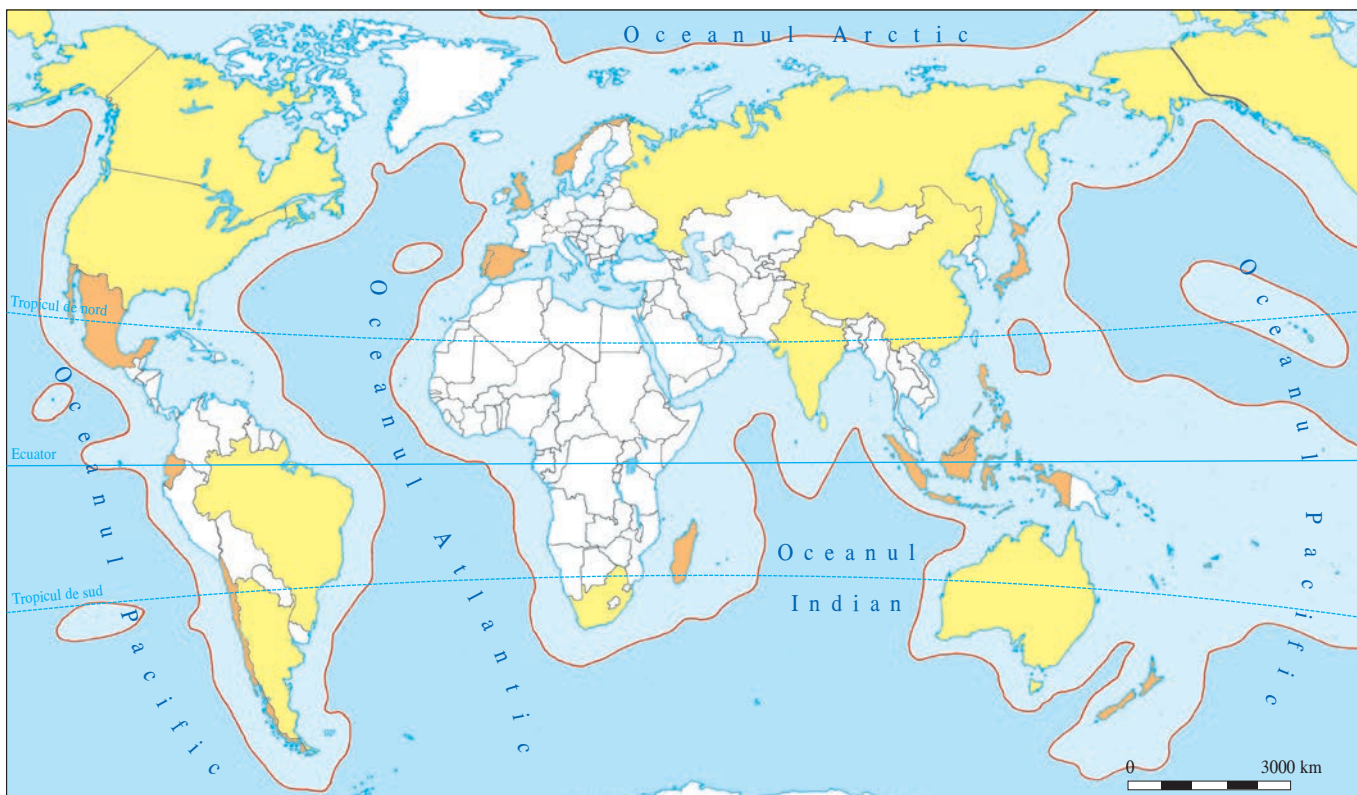 Oceanul Arctic
Tropicul de nord
Oceanul
Atlantic
Oceanul
Pacific
Ecuator
Oceanul
Pacific
Oceanul
Indian
Tropicul de sud
0 3000 km